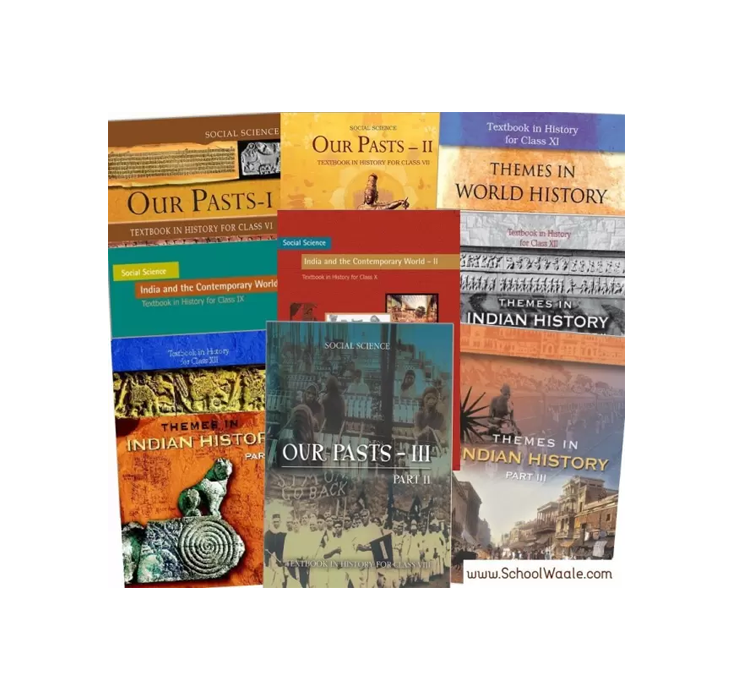 SOCIAL SCIENCE
OUR PASTS-I
TEXTBOOK IN HISTORY FOR CLASS VI
SOCIAL SCIENCE
OUR PASTS – II
TEXTBOOK IN HISTORY FOR CLASS VII
Textbook in History
for Class XI
THEMES IN
WORLD HISTORY
Social Science
India and the Contemporary World
Textbook in History for Class IX
Social Science
India and the Contemporary World – II
Textbook in History for Class X
Textbook in History
for Class XII
THEMES IN
INDIAN HISTORY
Textbook in History
for Class XII
THEMES IN
INDIAN HISTOR
PAR
SOCIAL SCIENCE
OUR PASTS – III
PART II
GO BACK
TEXTBOOK IN HISTORY FOR CLASS VIII
THEMES IN
INDIAN HISTORY
PART III
www.SchoolWaale.com